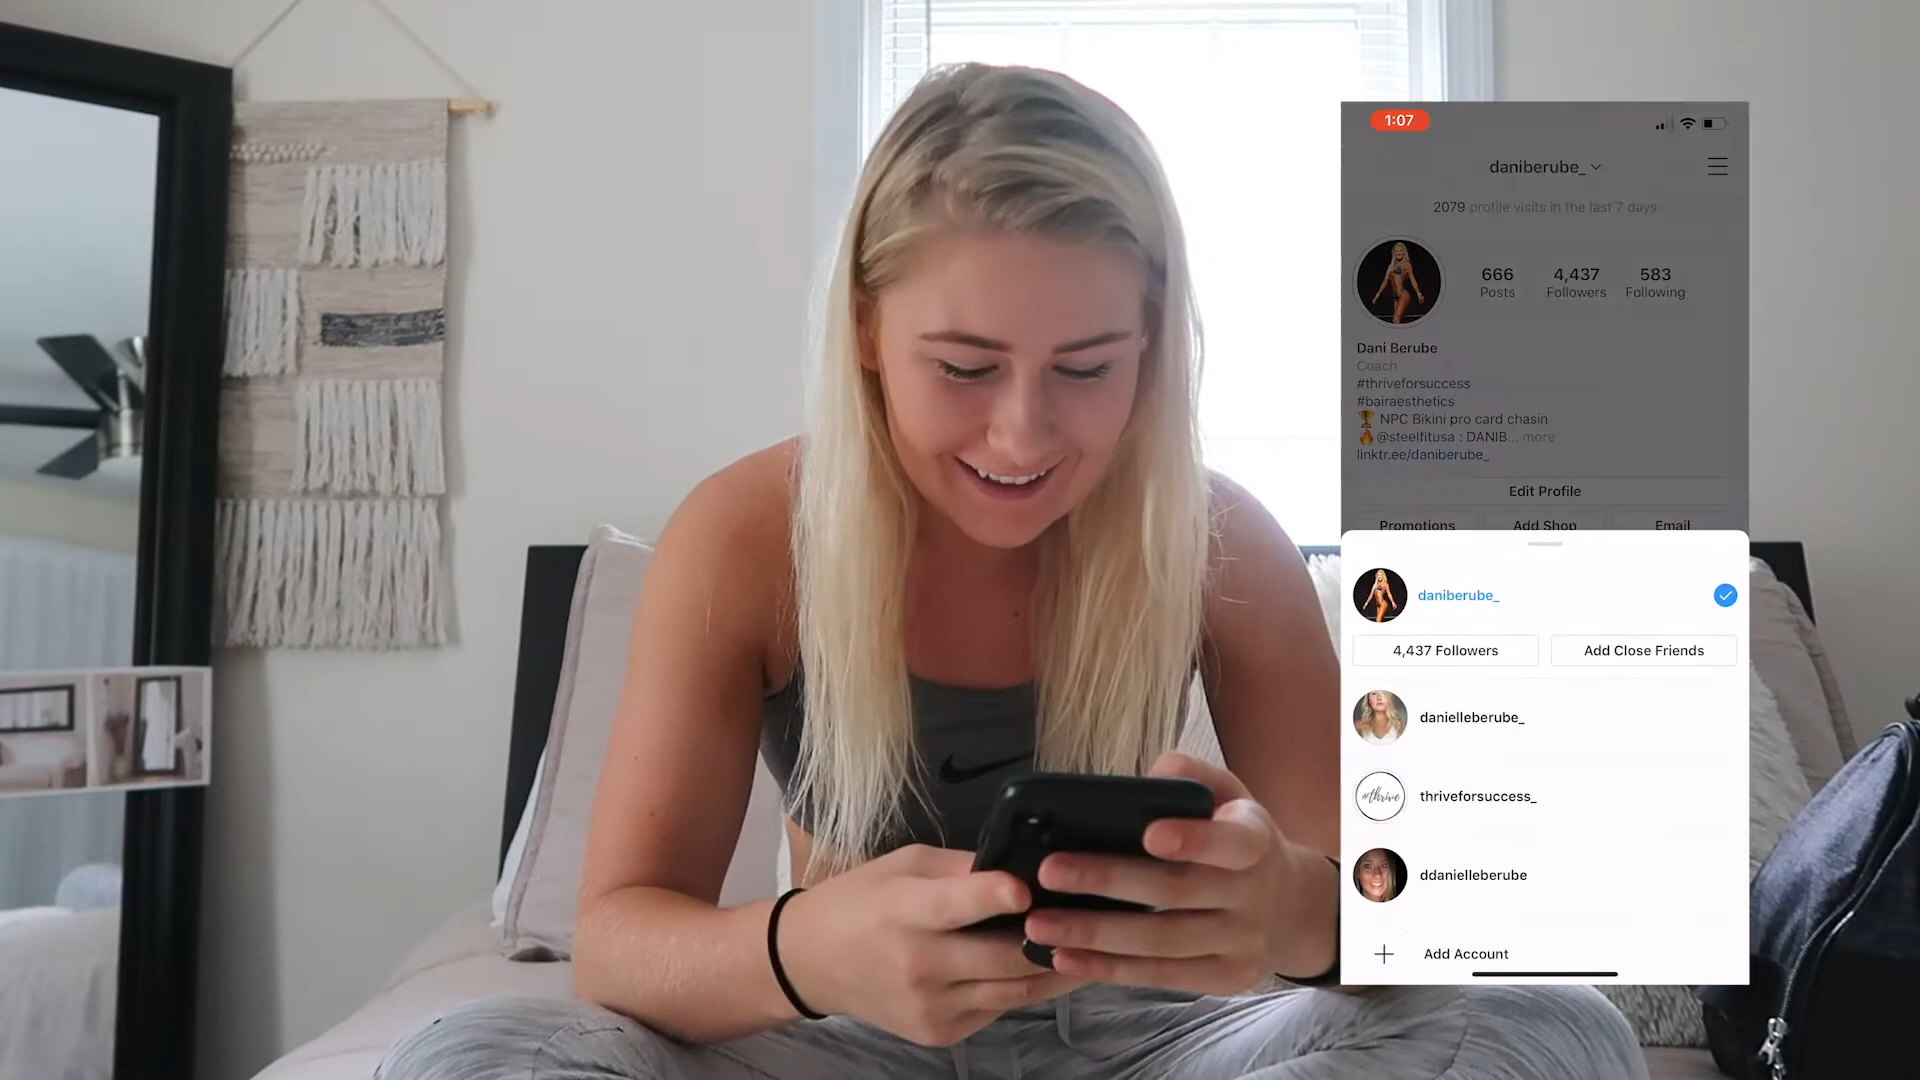 1:07
daniberube_
2079 profile visits in the last 7 days
666 4,437 583
Posts Followers Following
Dani Berube
Coach
#thriveforsuccess
#bairaesthetics
🏆 NPC Bikini pro card chasin
🔥@steelfitusa : DANIB... more
linktr.ee/daniberube_
Edit Profile
Promotions Add Shop Email
daniberube_
4,437 Followers Add Close Friends
danielleberube_
#thrive
thriveforsuccess_
ddanielleberube
+ Add Account